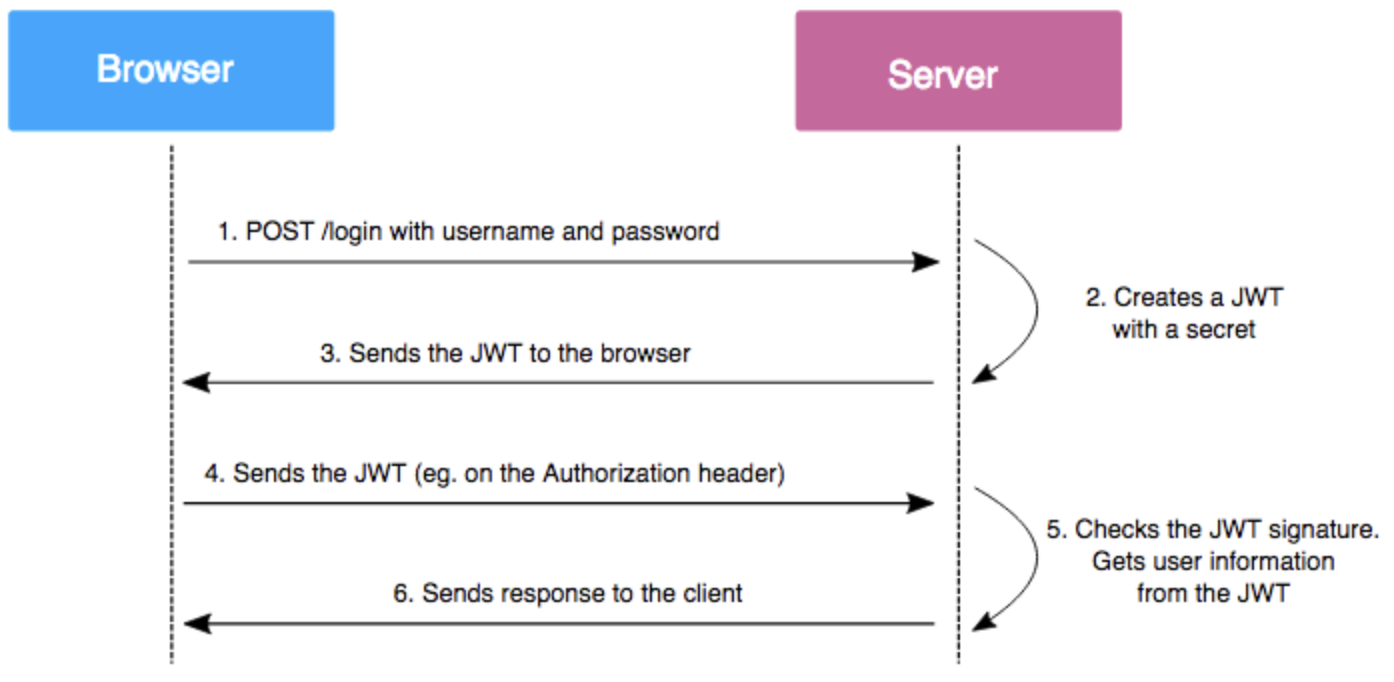 Browser
Server
1. POST /login with username and password
2. Creates a JWT
with a secret
3. Sends the JWT to the browser
4. Sends the JWT (eg. on the Authorization header)
5. Checks the JWT signature.
Gets user information
from the JWT
6. Sends response to the client